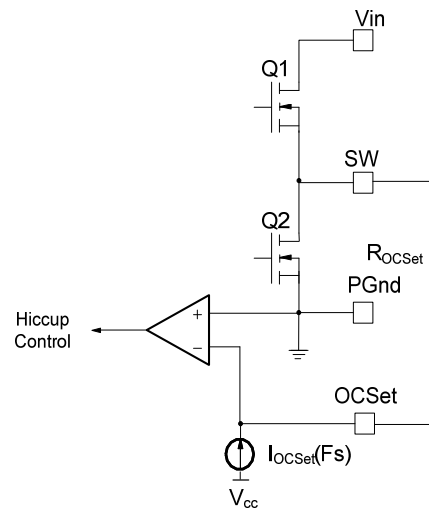 Vin
Q1
SW
Q2
ROCSet
PGnd
+
Hiccup
Control
−
OCSet
IOCSet(Fs)
Vcc